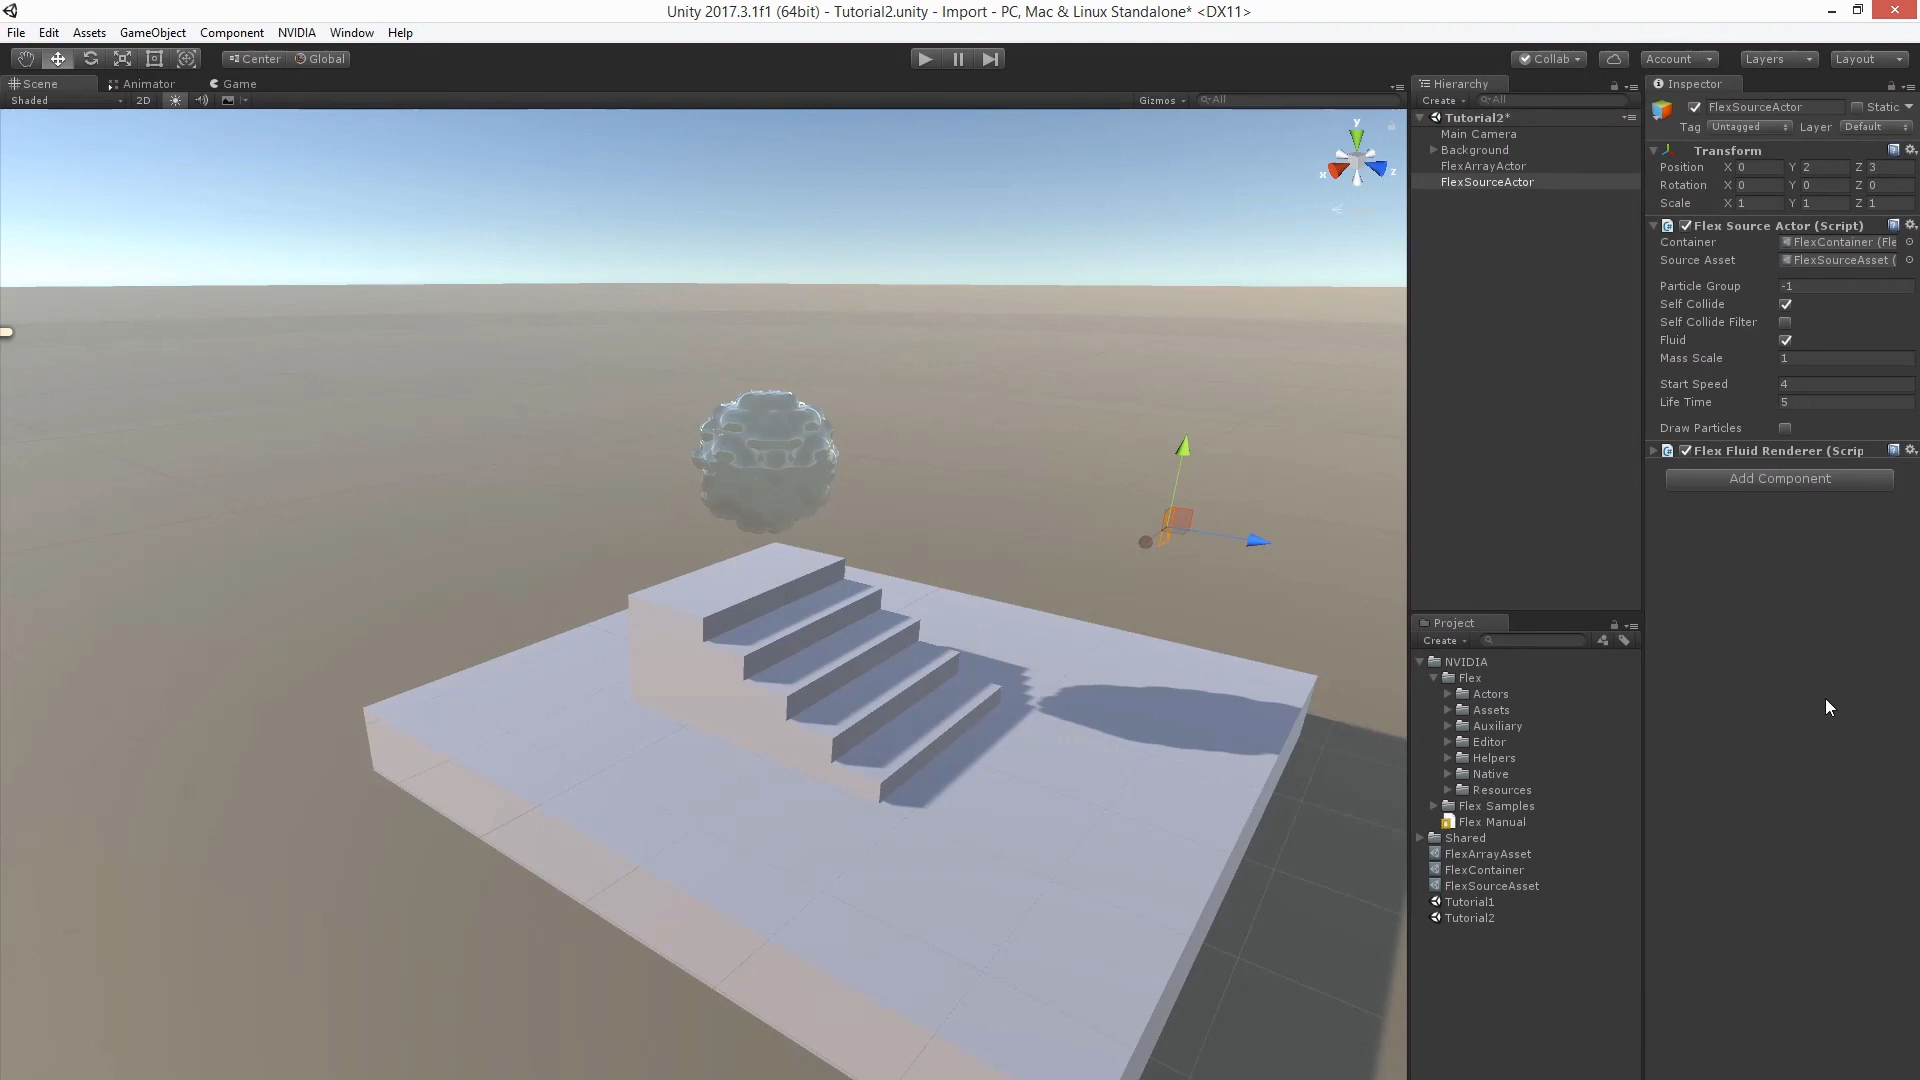 Unity 2017.3.1f1 (64bit) - Tutorial2.unity - Import - PC, Mac & Linux Standalone* <DX11>
File Edit Assets GameObject Component NVIDIA Window Help
Center Global Collab Account Layers Layout
Scene Animator Game
Shaded 2D Gizmos All
y
x
z
Hierarchy
Create All
Tutorial2*
Main Camera
Background
FlexArrayActor
FlexSourceActor
Project
Create
NVIDIA
Flex
Actors
Assets
Auxiliary
Editor
Helpers
Native
Resources
Flex Samples
Flex Manual
Shared
FlexArrayAsset
FlexContainer
FlexSourceAsset
Tutorial1
Tutorial2
Inspector
FlexSourceActor Static
Tag Untagged Layer Default
Transform
Position X 0 Y 2 Z 3
Rotation X 0 Y 0 Z 0
Scale X 1 Y 1 Z 1
Flex Source Actor (Script)
Container FlexContainer (Fle
Source Asset FlexSourceAsset (
Particle Group -1
Self Collide
Self Collide Filter
Fluid
Mass Scale 1
Start Speed 4
Life Time 5
Draw Particles
Flex Fluid Renderer (Scrip
Add Component